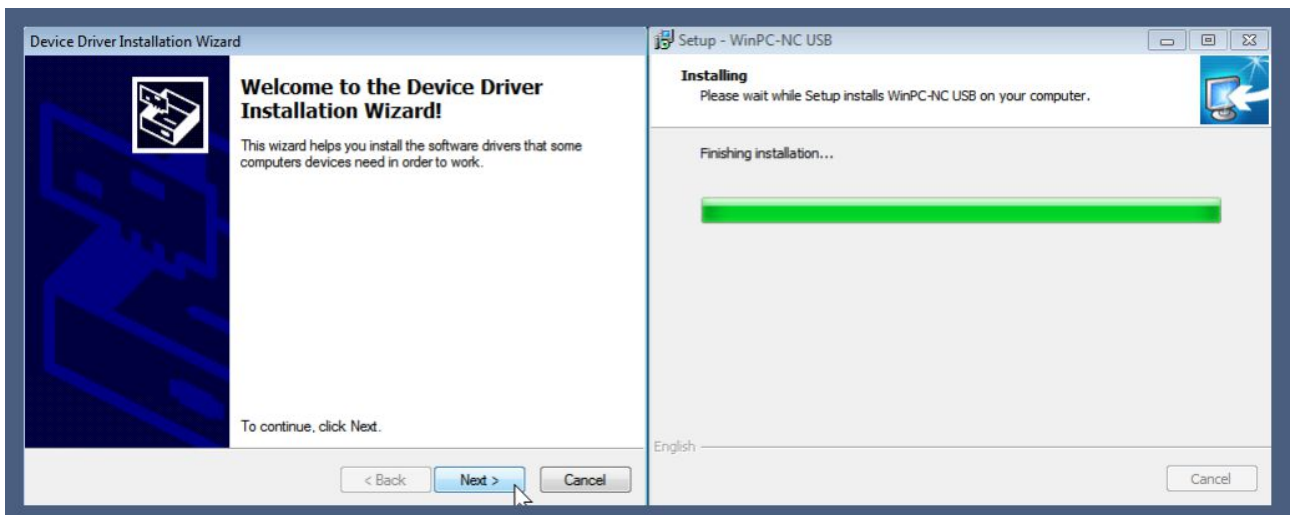 Device Driver Installation Wizard
Welcome to the Device Driver
Installation Wizard!
This wizard helps you install the software drivers that some
computers devices need in order to work.
To continue, click Next.
< Back
Next >
Cancel
Setup - WinPC-NC USB
Installing
Please wait while Setup installs WinPC-NC USB on your computer.
Finishing installation...
English
Cancel